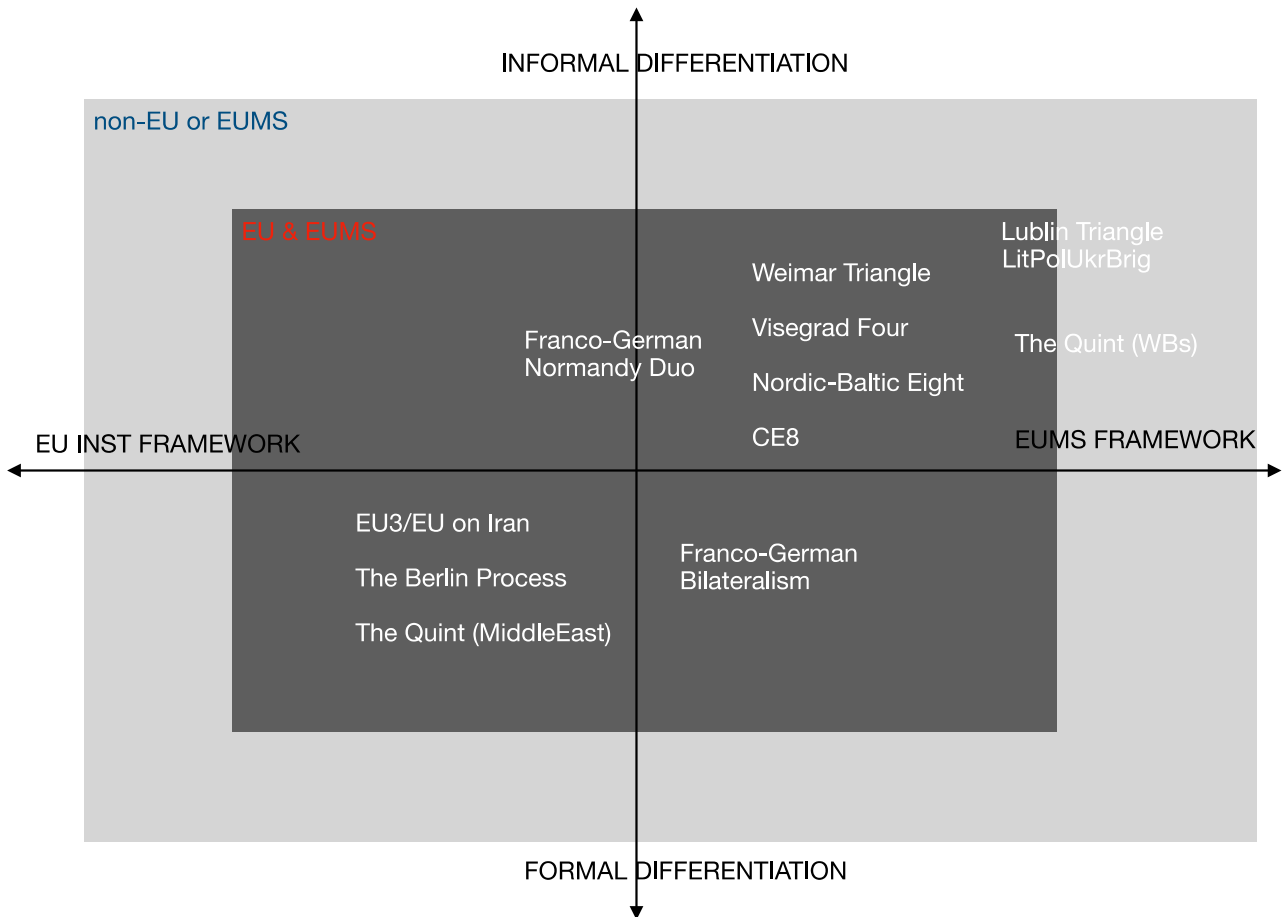 INFORMAL DIFFERENTIATION
non-EU or EUMS
EU & EUMS
Lublin Triangle
LitPolUkrBrig
Weimar Triangle
Visegrad Four
Franco-German
Normandy Duo
The Quint (WBs)
Nordic-Baltic Eight
CE8
EU INST FRAMEWORK
EUMS FRAMEWORK
EU3/EU on Iran
The Berlin Process
The Quint (MiddleEast)
Franco-German
Bilateralism
FORMAL DIFFERENTIATION